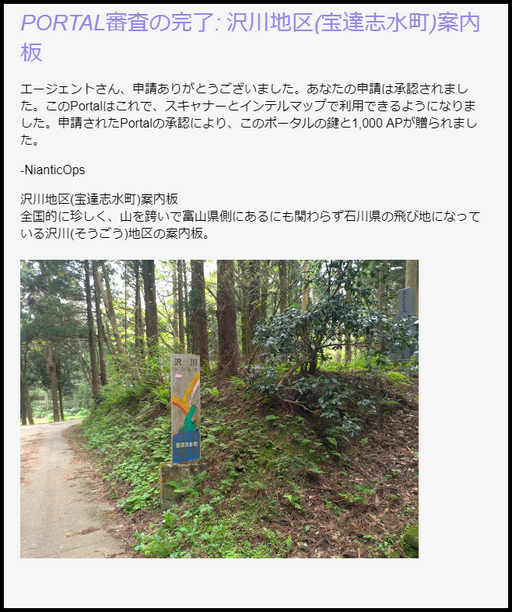 PORTAL審査の完了: 沢川地区(宝達志水町)案内
板
エージェントさん、申請ありがとうございました。あなたの申請は承認されまし
た。このPortalはこれで、スキャナーとインテルマップで利用できるようになりま
した。申請されたPortalの承認により、このポータルの鍵と1,000 APが贈られまし
た。
-NianticOps
沢川地区(宝達志水町)案内板
全国的に珍しく、山を跨いで富山県側にあるにも関わらず石川県の飛び地になって
いる沢川(そうごう)地区の案内板。
沢川
宝達志水町